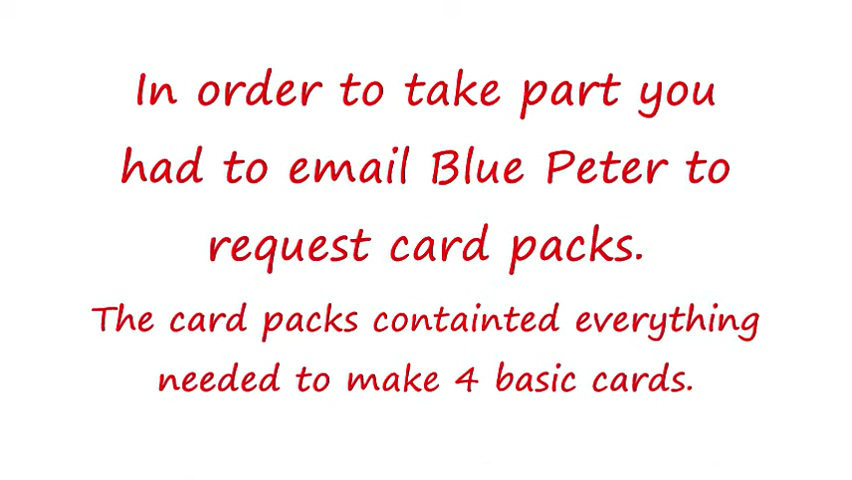 In order to take part you
had to email Blue Peter to
request card packs.
The card packs containted everything
needed to make 4 basic cards.